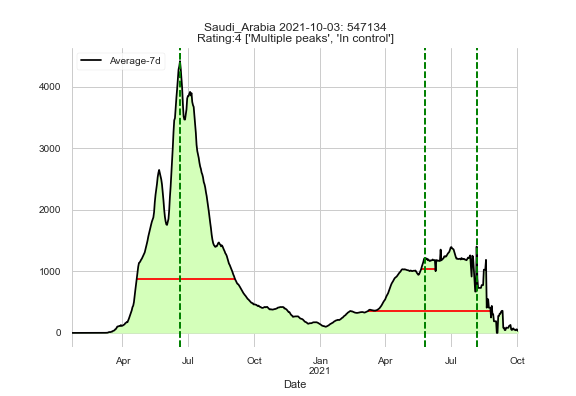 Saudi_Arabia 2021-10-03: 547134
Rating:4 ['Multiple peaks', 'In control']
Average-7d
4000
3000
2000
1000
0
Apr Jul Oct Jan Apr Jul Oct
2021
Date